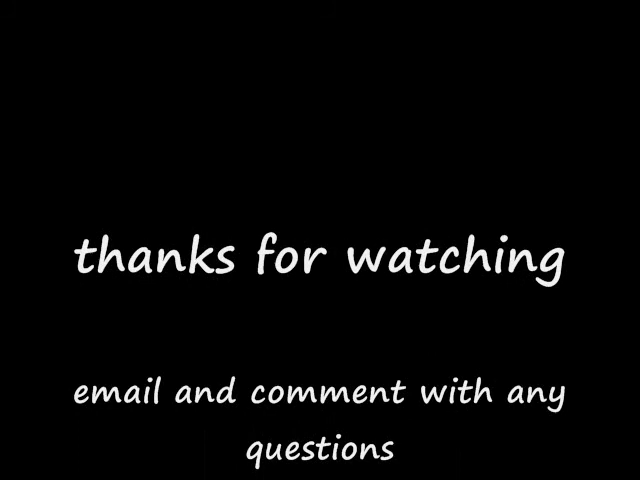 thanks for watching
email and comment with any
questions